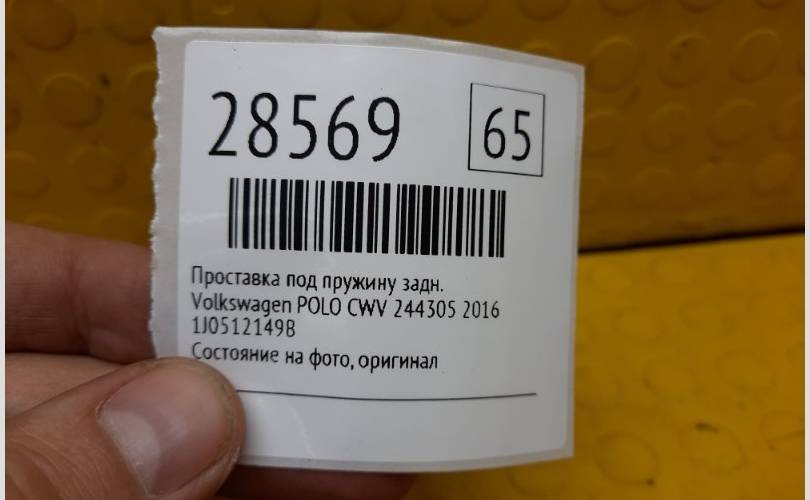 28569
65
Проставка под пружину задн.
Volkswagen POLO CWV 244305 2016
1J0512149B
Состояние на фото, оригинал